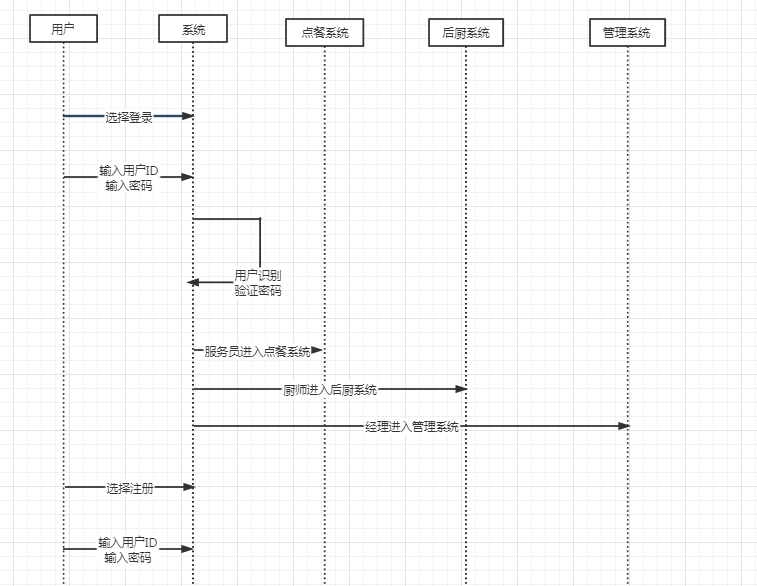 用户
系统
点餐系统
后厨系统
管理系统
选择登录
输入用户ID
输入密码
用户识别
验证密码
服务员进入点餐系统
厨师进入后厨系统
经理进入管理系统
选择注册
输入用户ID
输入密码